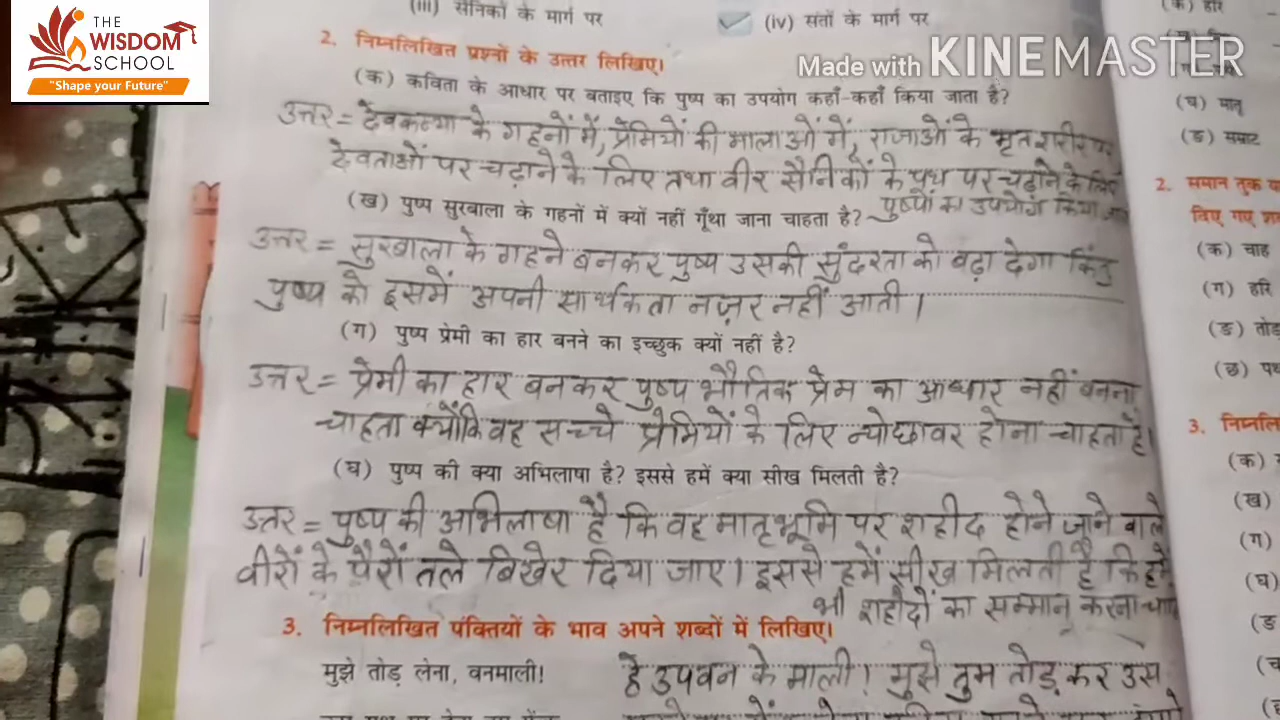 THE
WISDOM
SCHOOL
"Shape your Future"
Made with KINEMASTER
(iii) सैनिकों के मार्ग पर
(iv) संतों के मार्ग पर
2. निम्नलिखित प्रश्नों के उत्तर लिखिए।
(क) कविता के आधार पर बताइए कि पुष्प का उपयोग कहाँ-कहाँ किया जाता है?
उत्तर = देवकन्या के गहनों में, प्रेमियों की मालाओं में, राजाओं के मृत शरीर पर
देवताओं पर चढ़ाने के लिए तथा वीर सैनिकों के पथ पर चढ़ाने के लिए
पुष्पों का उपयोग किया
(ख) पुष्प सुरबाला के गहनों में क्यों नहीं गूँथा जाना चाहता है?
उत्तर = सुरबाला के गहने बनकर पुष्प उसकी सुंदरता को बढ़ा देगा किंतु
पुष्प को इसमें अपनी सार्थकता नज़र नहीं आती।
(ग) पुष्प प्रेमी का हार बनने का इच्छुक क्यों नहीं है?
उत्तर = प्रेमी का हार बनकर पुष्प भौतिक प्रेम का आधार नहीं बनना
चाहता क्योंकि वह सच्चे प्रेमियों के लिए न्योछावर होना चाहता है।
(घ) पुष्प की क्या अभिलाषा है? इससे हमें क्या सीख मिलती है?
उत्तर = पुष्प की अभिलाषा है कि वह मातृभूमि पर शहीद होने जाने वाले
वीरों के पैरों तले बिखेर दिया जाए। इससे हमें सीख मिलती है कि हमें
भी शहीदों का सम्मान करना
3. निम्नलिखित पंक्तियों के भाव अपने शब्दों में लिखिए।
मुझे तोड़ लेना, वनमाली!
हे उपवन के माली! मुझे तुम तोड़ कर उस
(क) हार
(घ) मातृ
(ङ) सम्राट
2. समान तुक
दिए गए
(क) चाह
(ग) हरि
(ङ) तोड़
(छ) पथ
3.
(क)
(ख)
(ग)
(घ)
(ङ
(च